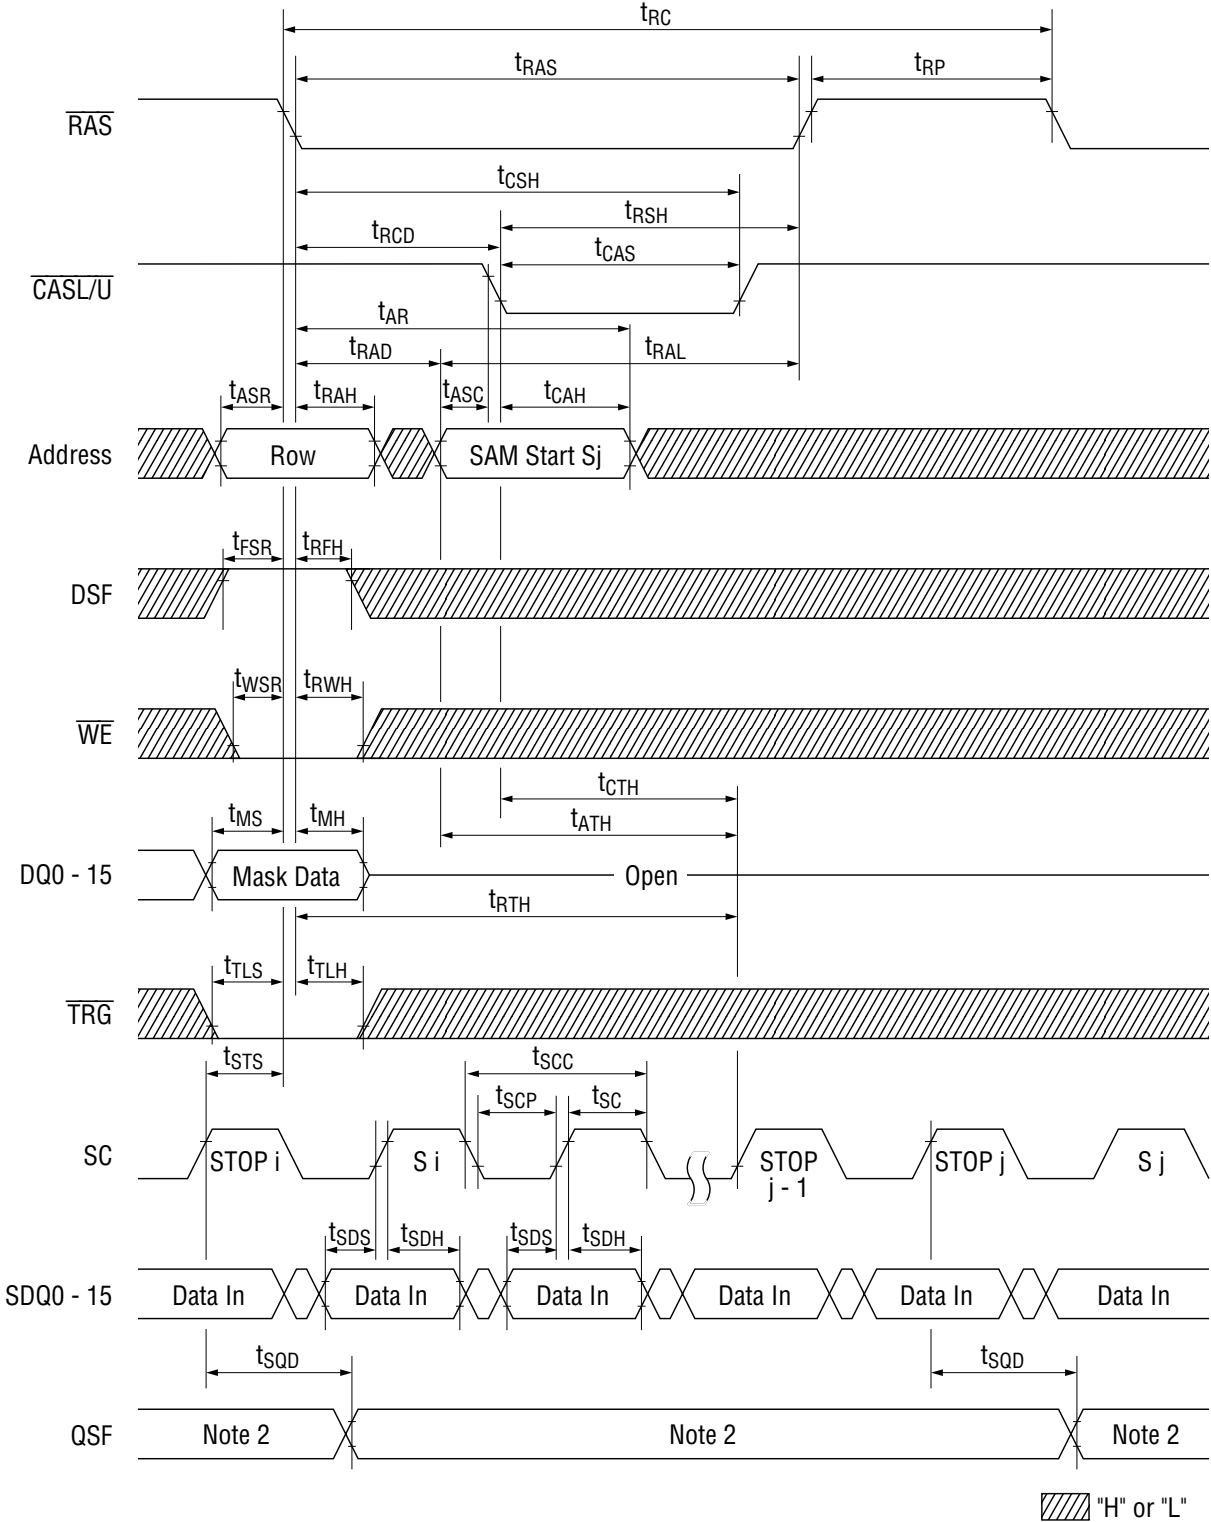 tRC
tRAS tRP
RAS
tCSH
tRSH
tRCD
tCAS
CASL/U
tAR
tRAD tRAL
tASR tRAH tASC tCAH
Address Row SAM Start Sj
tFSR tRFH
DSF
tWSR tRWH
WE
tCTH
tMS tMH tATH
DQ0 - 15 Mask Data Open
tRTH
tTLS tTLH
TRG
tSTS tSCC
tSCP tSC
SC STOP i S i STOP j - 1 STOP j S j
tSDS tSDH tSDS tSDH
SDQ0 - 15 Data In Data In Data In Data In Data In Data In
tSQD tSQD
QSF Note 2 Note 2 Note 2
"H" or "L"